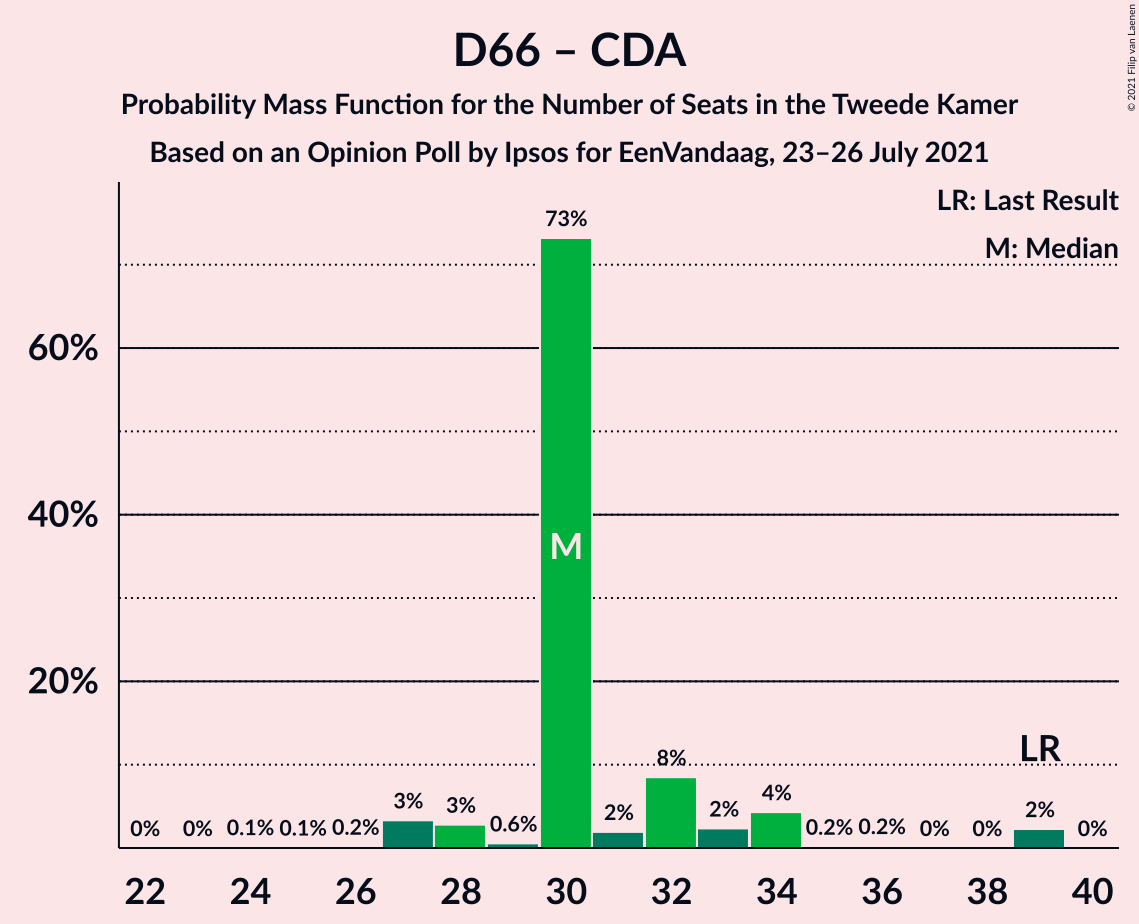 D66 – CDA
Probability Mass Function for the Number of Seats in the Tweede Kamer
Based on an Opinion Poll by Ipsos for EenVandaag, 23–26 July 2021
© 2021 Filip van Laenen
LR: Last Result
M: Median
60%
40%
20%
0% 0% 0.1% 0.1% 0.2% 3% 3% 0.6% 73% 2% 8% 2% 4% 0.2% 0.2% 0% 0% 2% 0%
M
LR
22 24 26 28 30 32 34 36 38 40